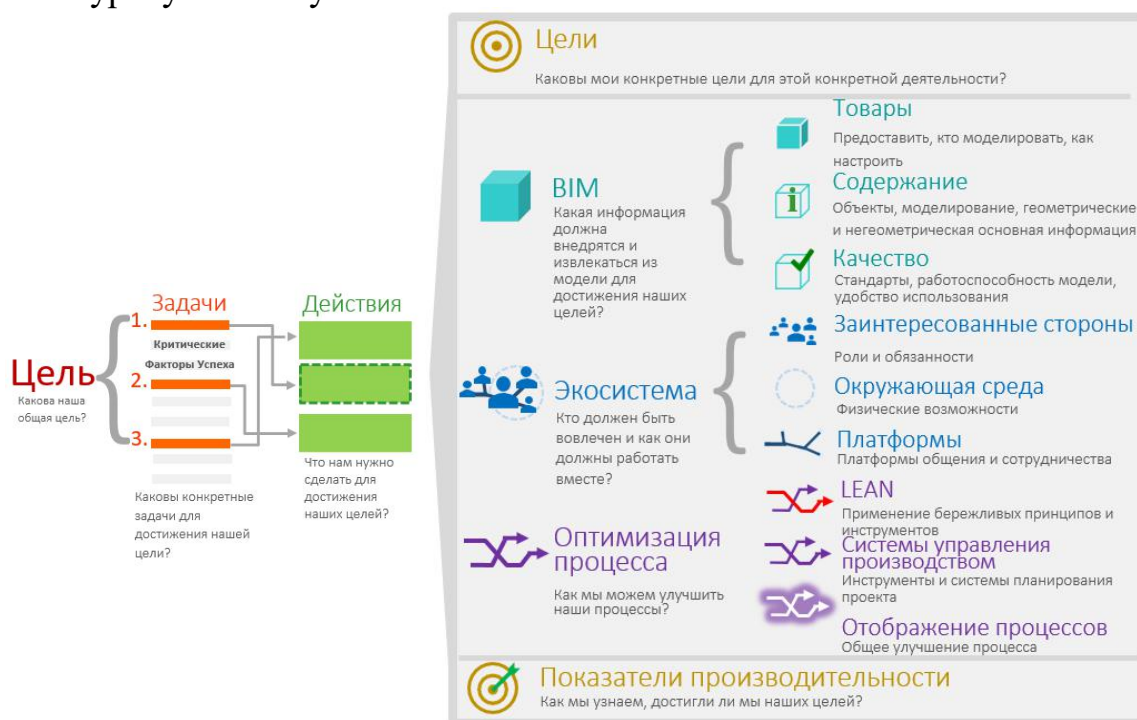 Цели
Каковы мои конкретные цели для этой конкретной деятельности?
Товары
Предоставить, кто моделировать, как
настроить
BIM
Какая информация
должна
внедрятся и
извлекаться из
модели для
достижения наших
целей?
Содержание
Объекты, моделирование, геометрические
и негеометрическая основная информация
Качество
Стандарты, работоспособность модели,
удобство использования
Задачи
1.
Критические
Факторы Успеха
2.
3.
Каковы конкретные
задачи для
достижения нашей
цели?
Действия
Что нам нужно
сделать для
достижения
наших целей?
Цель
Какова наша
общая цель?
Экосистема
Кто должен быть
вовлечен и как они
должны работать
вместе?
Заинтересованные стороны
Роли и обязанности
Окружающая среда
Физические возможности
Платформы
Платформы общения и сотрудничества
Оптимизация
процесса
Как мы можем улучшить
наши процессы?
LEAN
Применение бережливых принципов и
инструментов
Системы управления
производством
Инструменты и системы планирования
проекта
Отображение процессов
Общее улучшение процесса
Показатели производительности
Как мы узнаем, достигли ли мы наших целей?